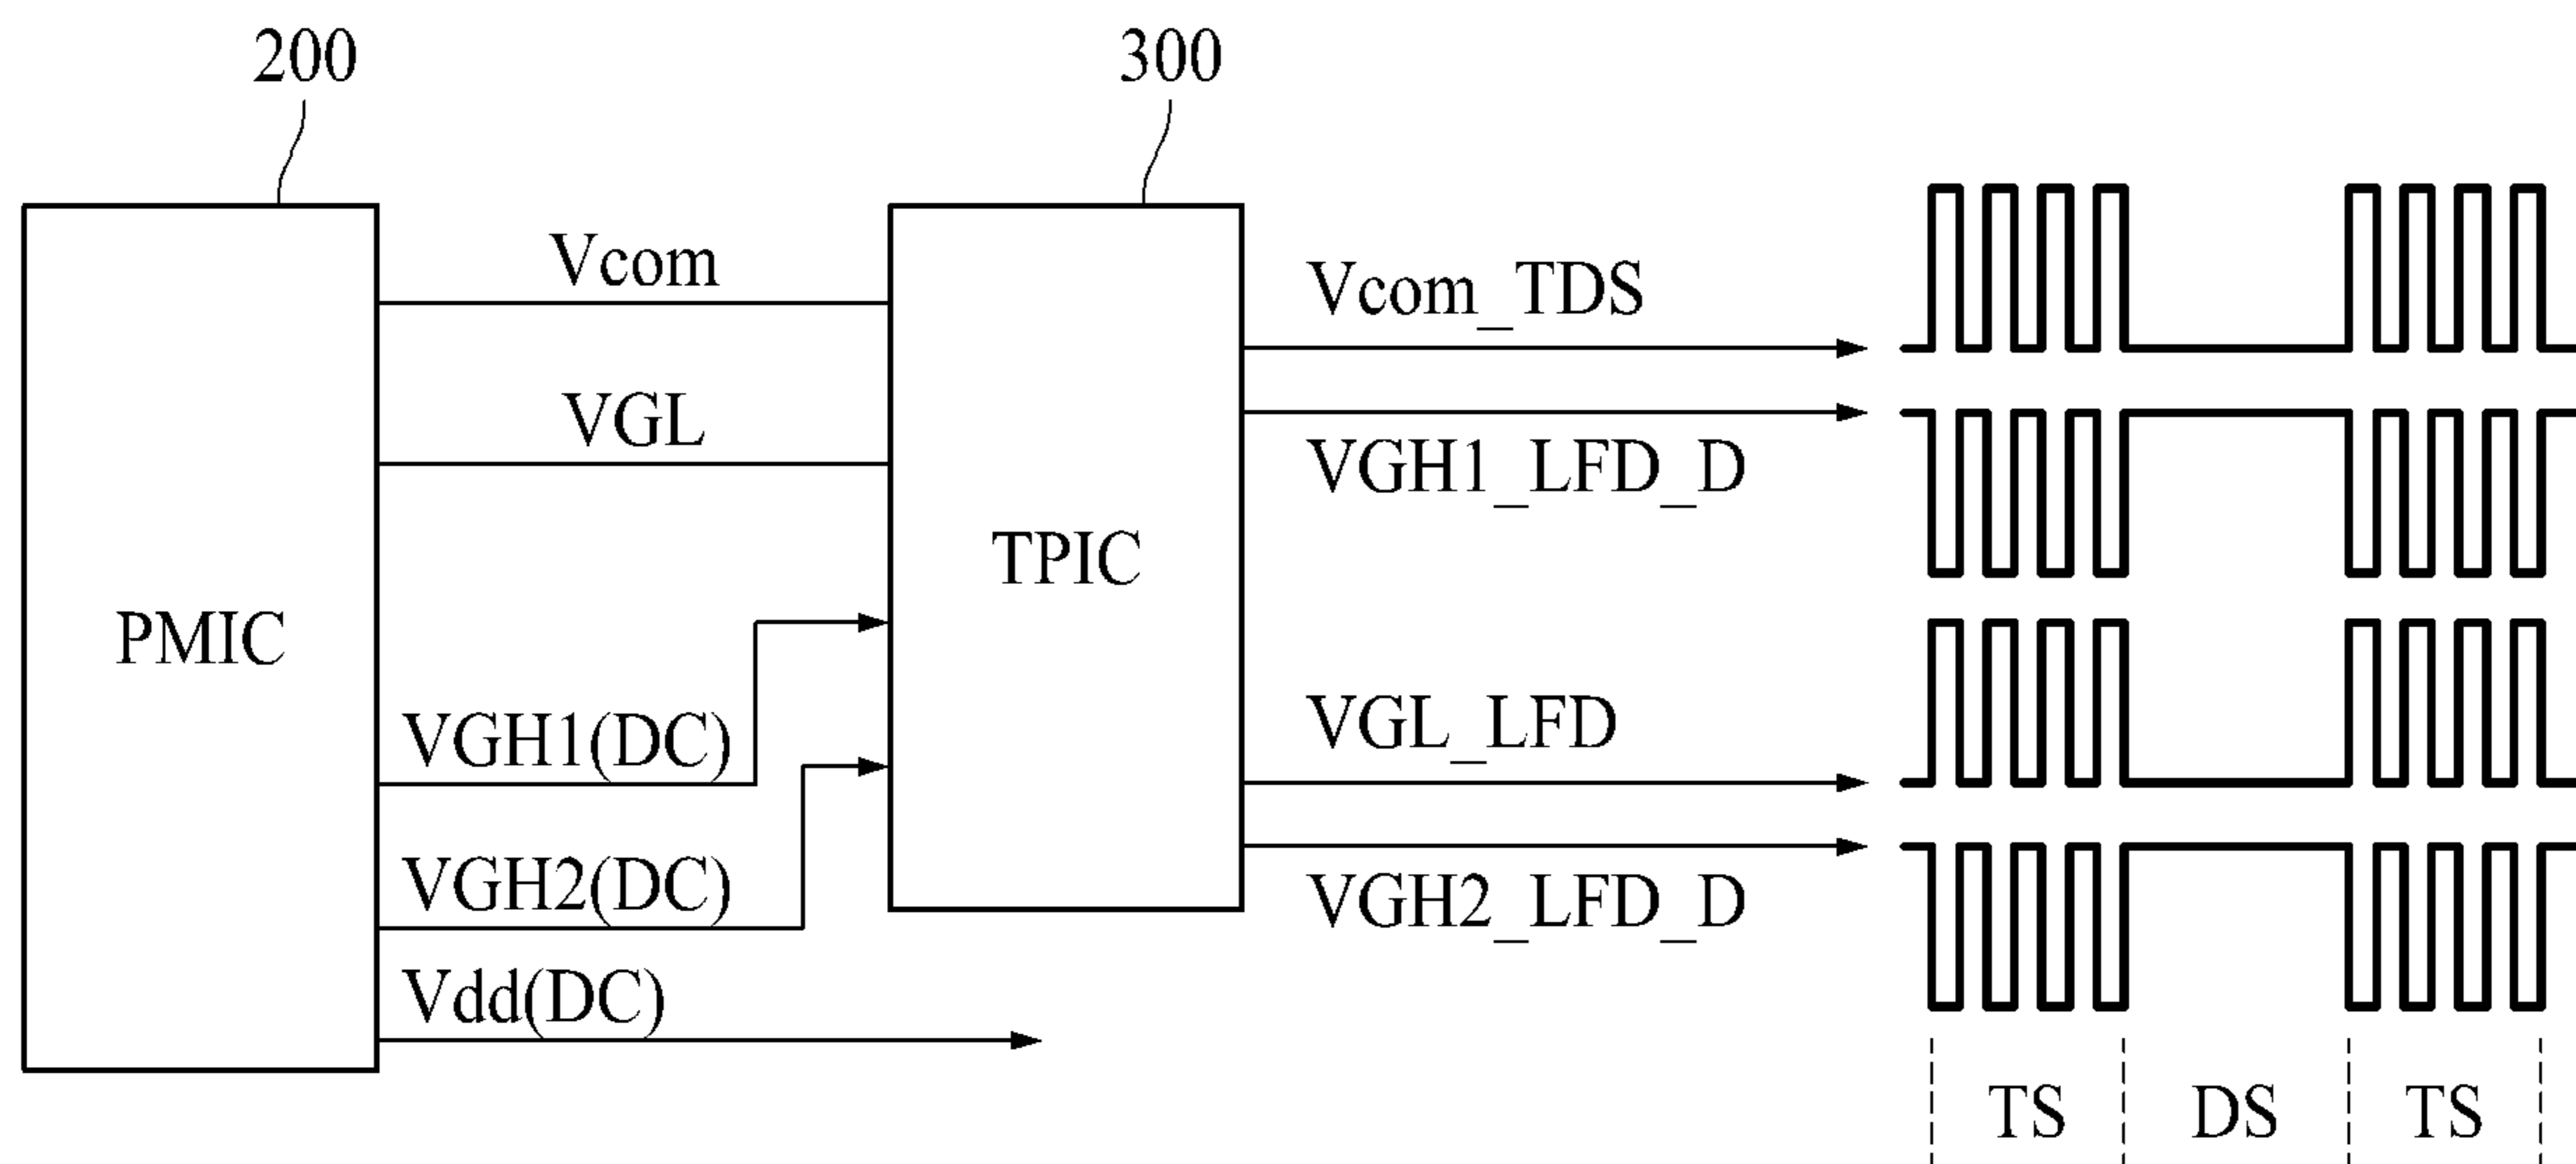 200
300
Vcom
Vcom_TDS
VGL
VGH1_LFD_D
TPIC
PMIC
VGH1(DC)
VGL_LFD
VGH2(DC)
VGH2_LFD_D
Vdd(DC)
TS DS TS